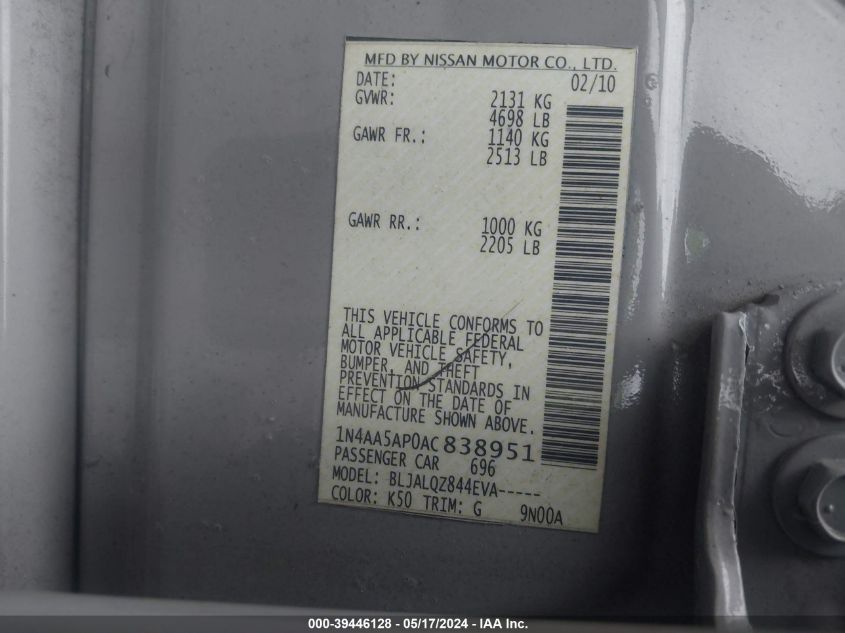 MFD BY NISSAN MOTOR CO., LTD.
DATE: 02/10
GVWR: 2131 KG
4698 LB
GAWR FR.: 1140 KG
2513 LB
GAWR RR.: 1000 KG
2205 LB
THIS VEHICLE CONFORMS TO
ALL APPLICABLE FEDERAL
MOTOR VEHICLE SAFETY,
BUMPER, AND THEFT
PREVENTION STANDARDS IN
EFFECT ON THE DATE OF
MANUFACTURE SHOWN ABOVE.
1N4AA5AP0AC838951
PASSENGER CAR 696
MODEL: BLJALQZ844EVA-----
COLOR: K50 TRIM: G 9N00A
000-39446128 - 05/17/2024 - IAA Inc.